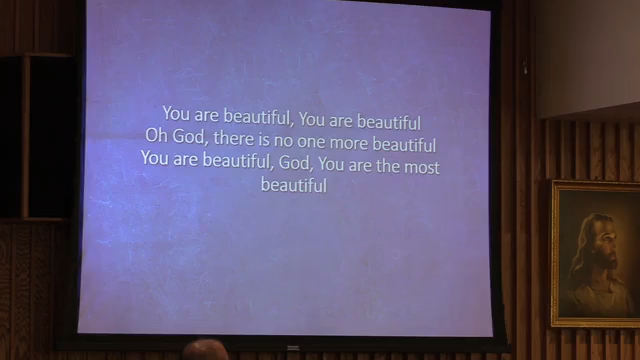 You are beautiful, You are beautiful
Oh God, there is no one more beautiful
You are beautiful, God, You are the most
beautiful